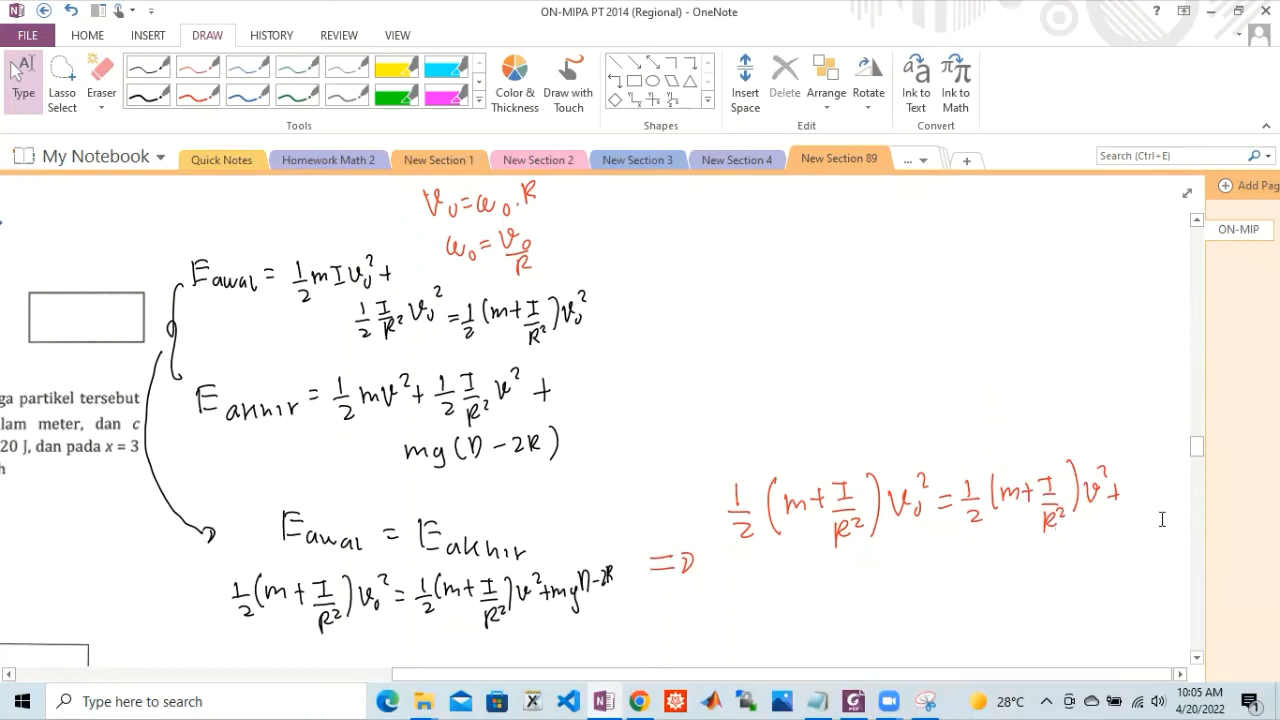 ON-MIPA PT 2014 (Regional) - OneNote
FILE HOME INSERT DRAW HISTORY REVIEW VIEW
Type
Lasso Select
Eraser
Color & Thickness
Draw with Touch
Insert Space
Delete
Arrange
Rotate
Ink to Text
Ink to Math
Tools
Shapes
Edit
Convert
My Notebook
Quick Notes
Homework Math 2
New Section 1
New Section 2
New Section 3
New Section 4
New Section 89
...
Search (Ctrl+E)
Add Pag
ON-MIP
v₀ = ω₀ . R
ω₀ = v₀/R
E awal = 1/2 m I v₀² +
1/2 I/R² v₀² = 1/2 (m + I/R²) v₀²
E akhir = 1/2 mv² + 1/2 I/R² v² +
mg (D - 2R)
ga partikel tersebut
lam meter, dan c
20 J, dan pada x = 3
h
E awal = E akhir
1/2 (m + I/R²) v₀² = 1/2 (m + I/R²) v² + mg D - 2R
=> 1/2 (m + I/R²) v₀² = 1/2 (m + I/R²) v² +
Type here to search
28°C
10:05 AM
4/20/2022